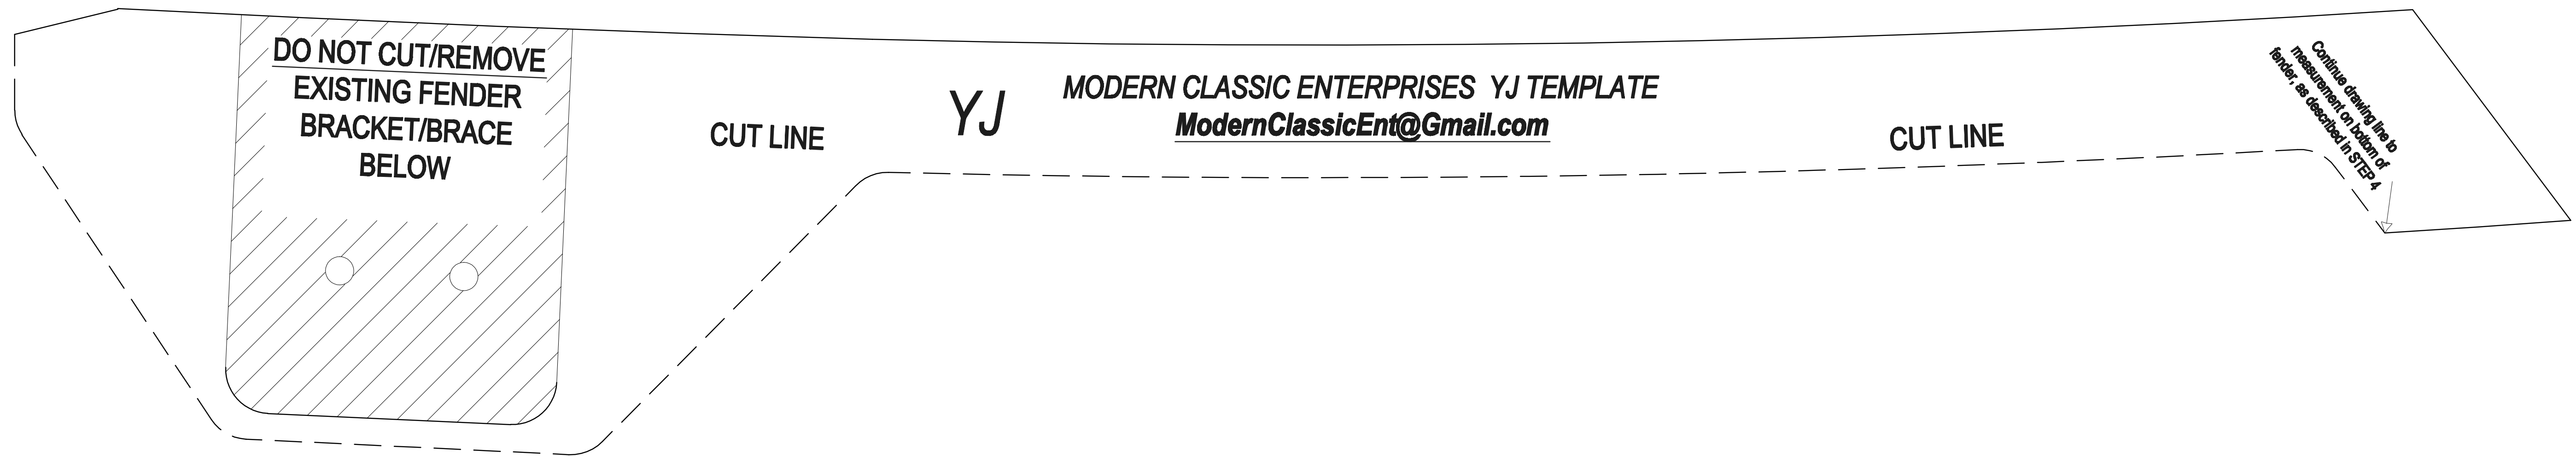 DO NOT CUT/REMOVE
EXISTING FENDER
BRACKET/BRACE
BELOW
CUT LINE
YJ
MODERN CLASSIC ENTERPRISES YJ TEMPLATE
ModernClassicEnt@Gmail.com
CUT LINE
Continue drawing line to
measurement on bottom of
fender, as described in STEP 4